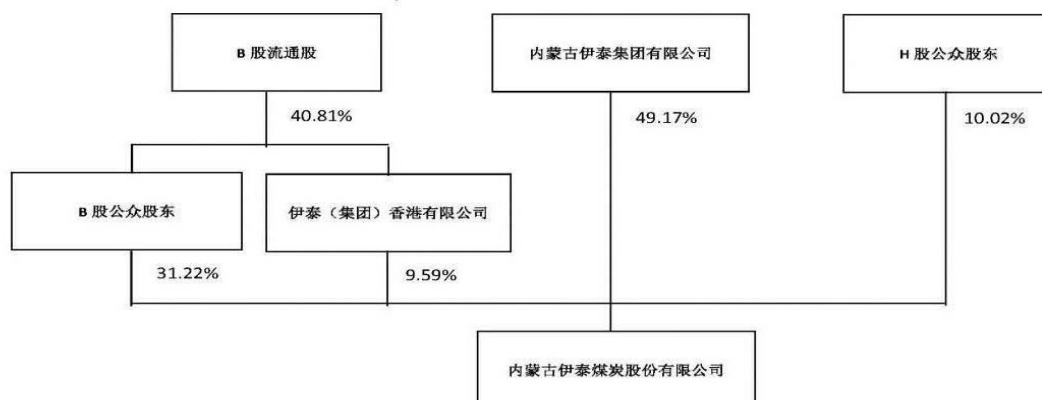 B 股流通股
内蒙古伊泰集团有限公司
H 股公众股东
40.81%
49.17%
10.02%
B 股公众股东
伊泰（集团）香港有限公司
31.22%
9.59%
内蒙古伊泰煤炭股份有限公司